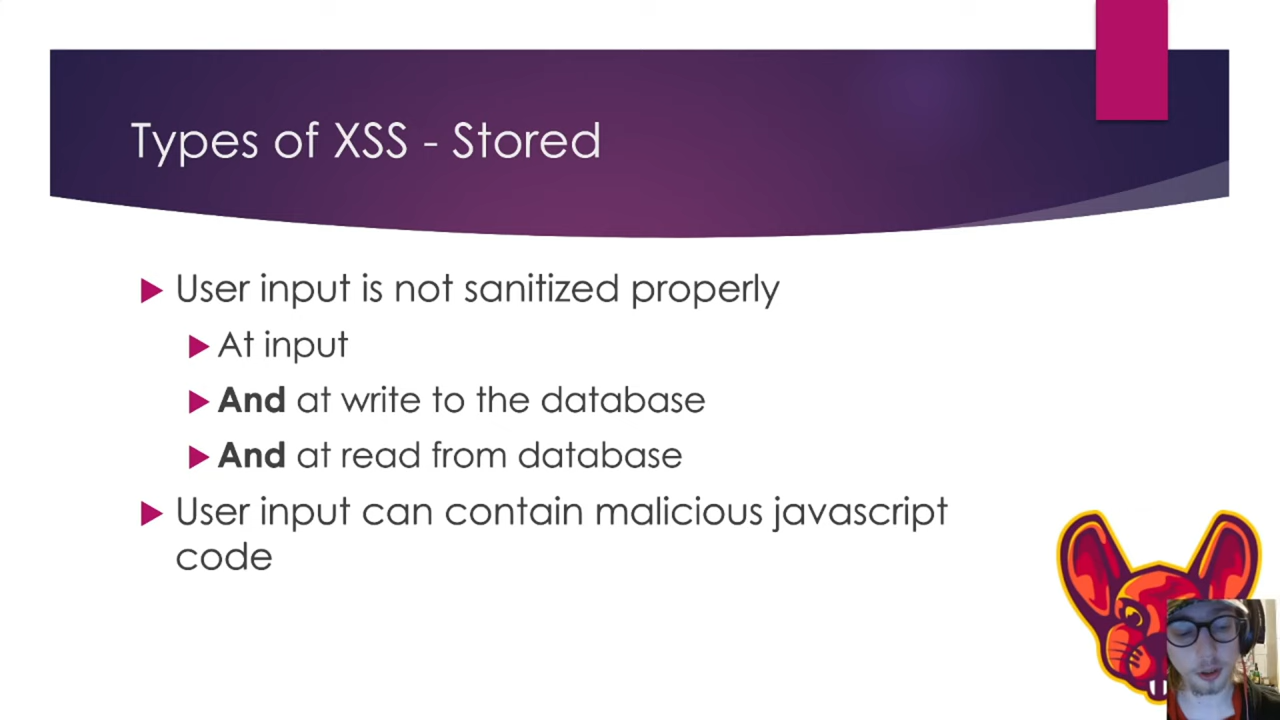 Types of XSS - Stored
User input is not sanitized properly
At input
And at write to the database
And at read from database
User input can contain malicious javascript
code